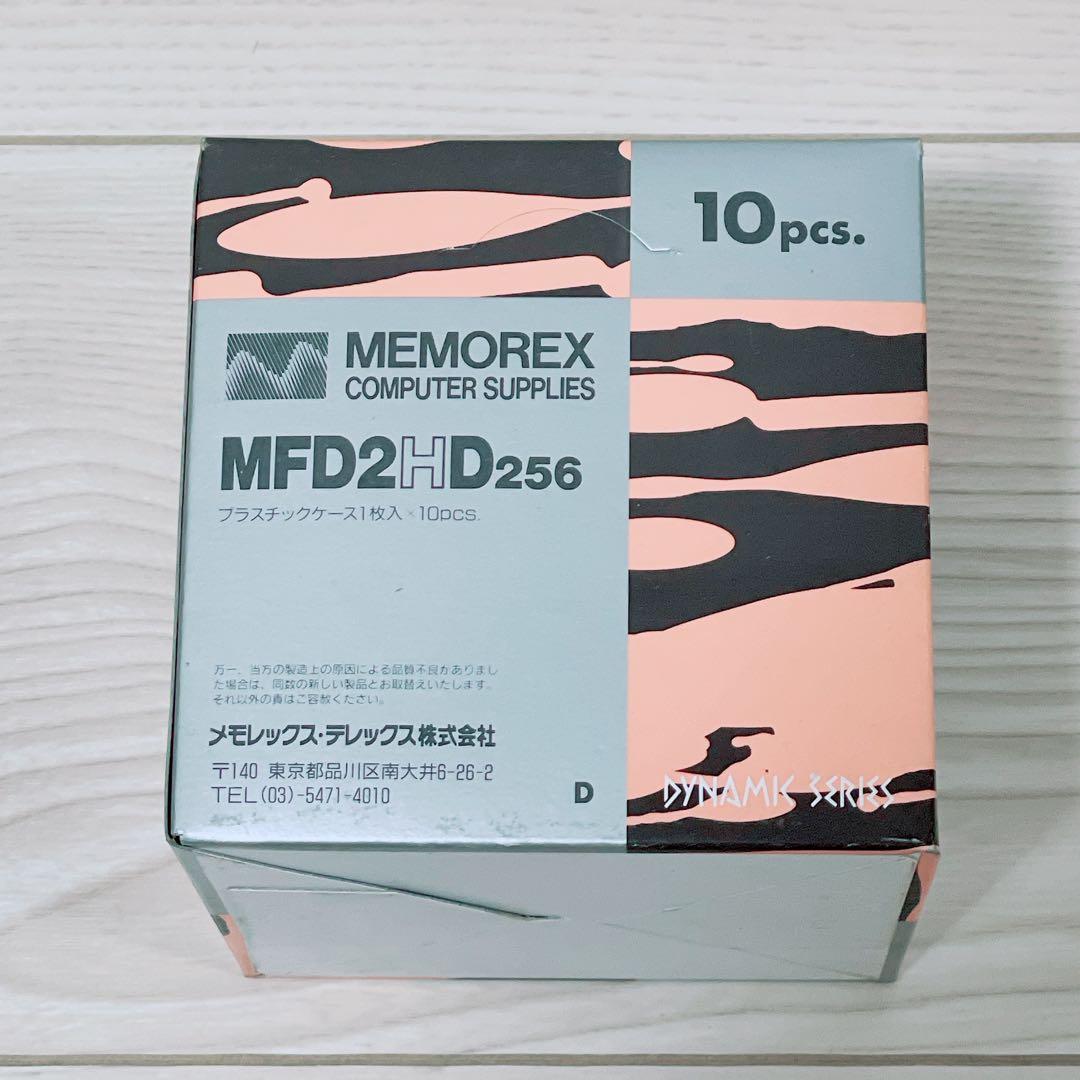 10pcs.
MEMOREX
COMPUTER SUPPLIES
MFD2HD256
プラスチックケース1枚入×10pcs.
万一、当方の製造上の原因による品質不良がありまし
た場合は、同数の新しい製品とお取替えいたします。
それ以外の責はご容赦ください。
メモレックス・テレックス株式会社
〒140 東京都品川区南大井6-26-2
TEL(03)-5471-4010
D
DYNAMIC SERIES